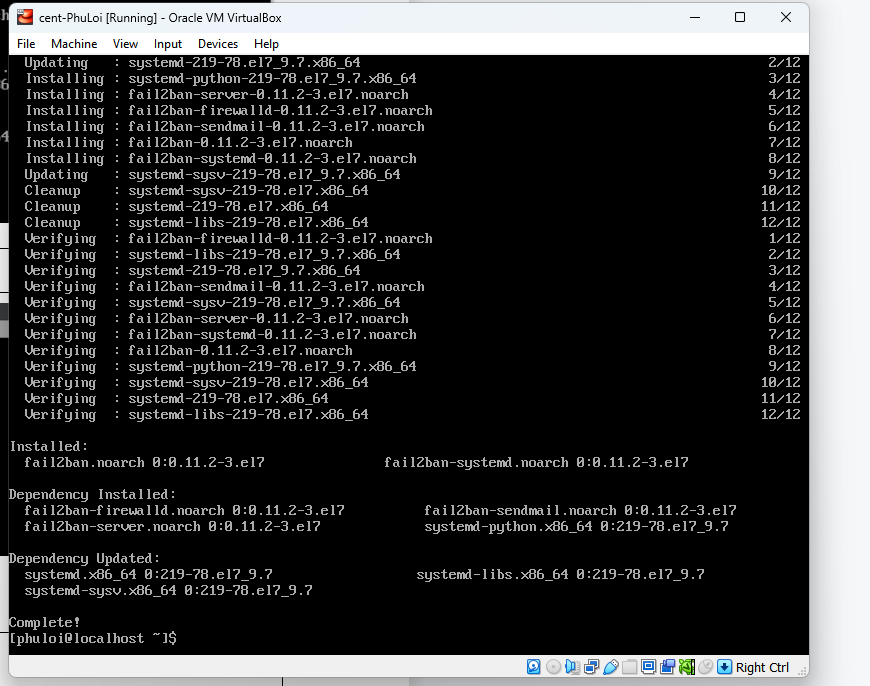 cent-PhuLoi [Running] - Oracle VM VirtualBox
File Machine View Input Devices Help
Updating : systemd-219-78.el7_9.7.x86_64 2/12
Installing : systemd-python-219-78.el7_9.7.x86_64 3/12
Installing : fail2ban-server-0.11.2-3.el7.noarch 4/12
Installing : fail2ban-firewalld-0.11.2-3.el7.noarch 5/12
Installing : fail2ban-sendmail-0.11.2-3.el7.noarch 6/12
Installing : fail2ban-0.11.2-3.el7.noarch 7/12
Installing : fail2ban-systemd-0.11.2-3.el7.noarch 8/12
Updating : systemd-sysv-219-78.el7_9.7.x86_64 9/12
Cleanup : systemd-sysv-219-78.el7.x86_64 10/12
Cleanup : systemd-219-78.el7.x86_64 11/12
Cleanup : systemd-libs-219-78.el7.x86_64 12/12
Verifying : fail2ban-firewalld-0.11.2-3.el7.noarch 1/12
Verifying : systemd-libs-219-78.el7_9.7.x86_64 2/12
Verifying : systemd-219-78.el7_9.7.x86_64 3/12
Verifying : fail2ban-sendmail-0.11.2-3.el7.noarch 4/12
Verifying : systemd-sysv-219-78.el7_9.7.x86_64 5/12
Verifying : fail2ban-server-0.11.2-3.el7.noarch 6/12
Verifying : fail2ban-systemd-0.11.2-3.el7.noarch 7/12
Verifying : fail2ban-0.11.2-3.el7.noarch 8/12
Verifying : systemd-python-219-78.el7_9.7.x86_64 9/12
Verifying : systemd-sysv-219-78.el7.x86_64 10/12
Verifying : systemd-219-78.el7.x86_64 11/12
Verifying : systemd-libs-219-78.el7.x86_64 12/12
Installed:
fail2ban.noarch 0:0.11.2-3.el7 fail2ban-systemd.noarch 0:0.11.2-3.el7
Dependency Installed:
fail2ban-firewalld.noarch 0:0.11.2-3.el7 fail2ban-sendmail.noarch 0:0.11.2-3.el7
fail2ban-server.noarch 0:0.11.2-3.el7 systemd-python.x86_64 0:219-78.el7_9.7
Dependency Updated:
systemd.x86_64 0:219-78.el7_9.7 systemd-libs.x86_64 0:219-78.el7_9.7
systemd-sysv.x86_64 0:219-78.el7_9.7
Complete!
[phuloi@localhost ~]$
Right Ctrl